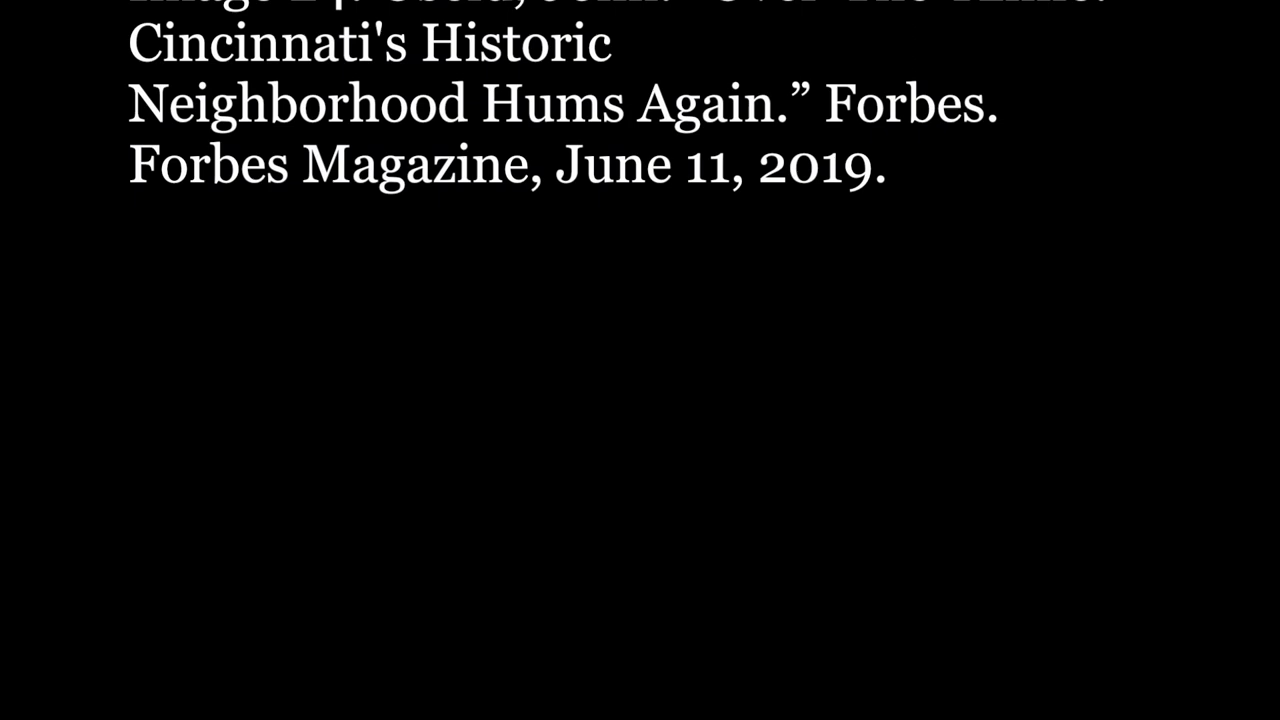 Cincinnati's Historic
Neighborhood Hums Again.” Forbes.
Forbes Magazine, June 11, 2019.